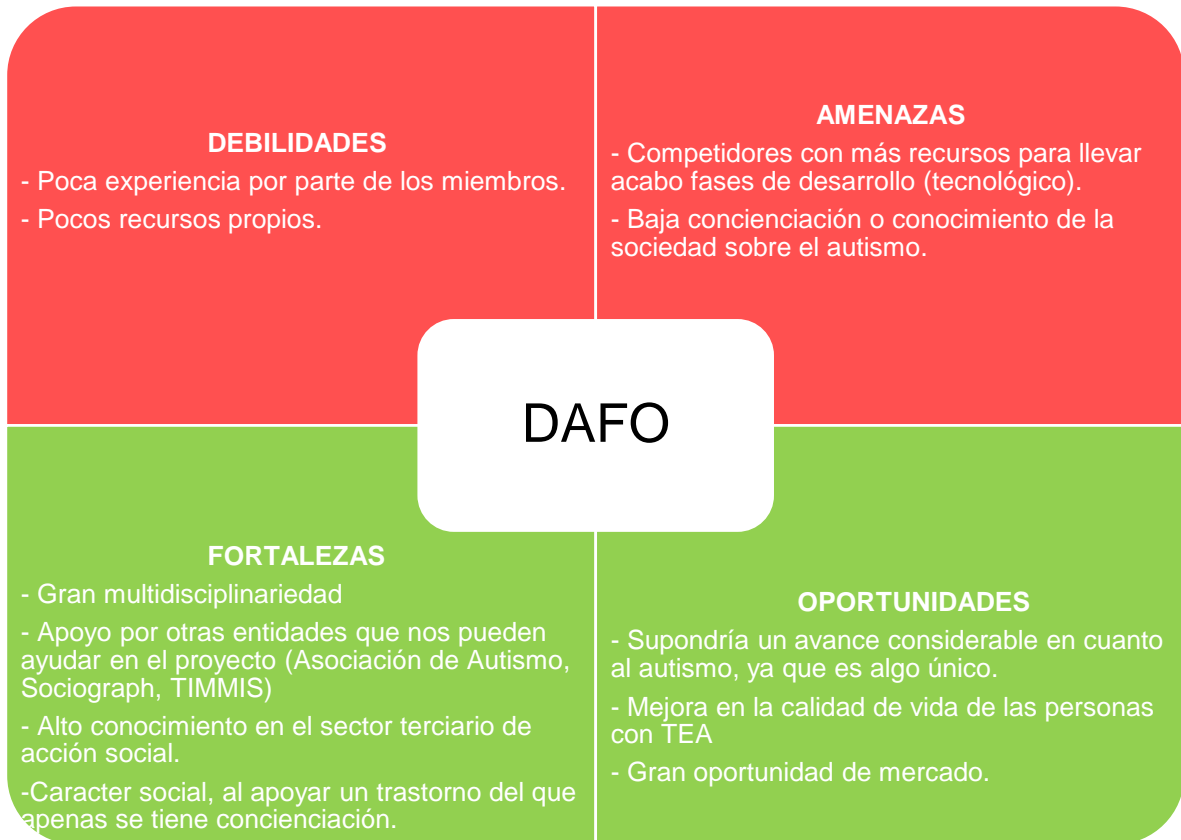 DEBILIDADES
- Poca experiencia por parte de los miembros.
- Pocos recursos propios.
AMENAZAS
- Competidores con más recursos para llevar
acabo fases de desarrollo (tecnológico).
- Baja concienciación o conocimiento de la
sociedad sobre el autismo.
DAFO
FORTALEZAS
- Gran multidisciplinariedad
- Apoyo por otras entidades que nos pueden
ayudar en el proyecto (Asociación de Autismo,
Sociograph, TIMMIS)
- Alto conocimiento en el sector terciario de
acción social.
-Caracter social, al apoyar un trastorno del que
apenas se tiene concienciación.
OPORTUNIDADES
- Supondría un avance considerable en cuanto
al autismo, ya que es algo único.
- Mejora en la calidad de vida de las personas
con TEA
- Gran oportunidad de mercado.